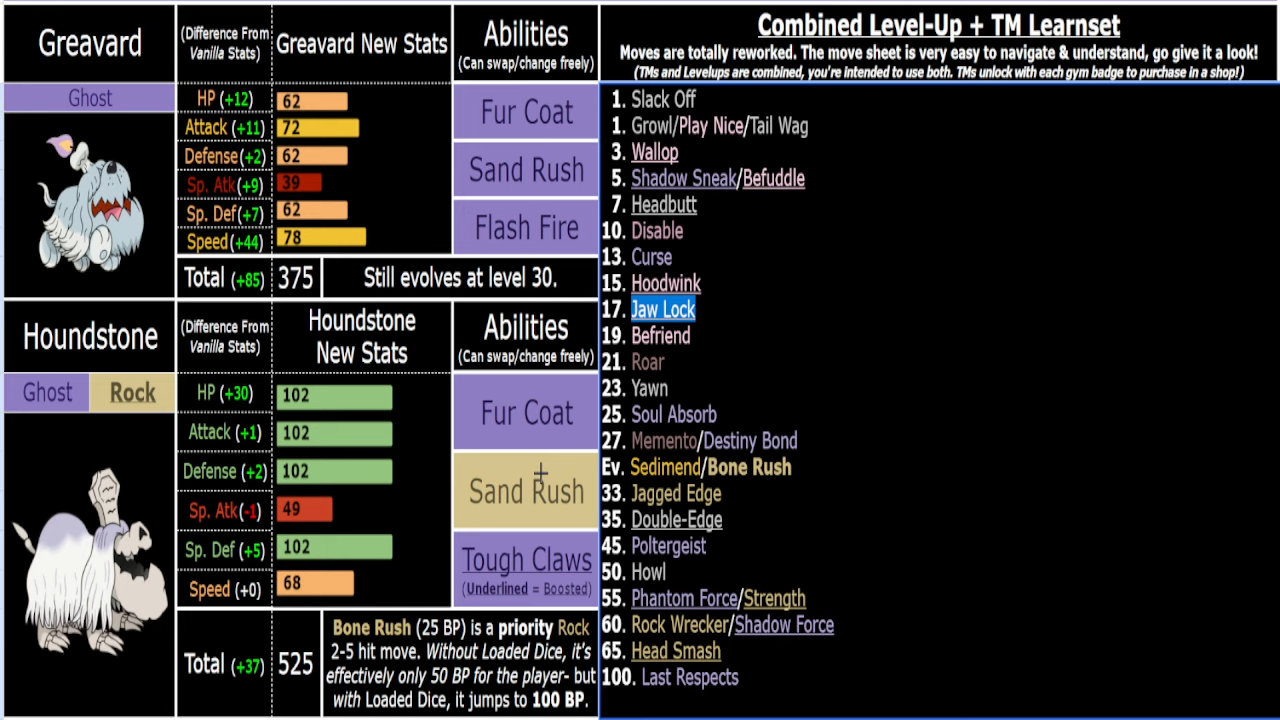 Greavard
(Difference From
Vanilla Stats)
Greavard New Stats
Abilities
(Can swap/change freely)
Ghost
HP (+12)
62
Attack (+11)
72
Defense (+2)
62
Sp. Atk (+9)
39
Sp. Def (+7)
62
Speed (+44)
78
Fur Coat
Sand Rush
Flash Fire
Total (+85)
375
Still evolves at level 30.
Houndstone
(Difference From
Vanilla Stats)
Houndstone
New Stats
Abilities
(Can swap/change freely)
Ghost
Rock
HP (+30)
102
Attack (+1)
102
Defense (+2)
102
Sp. Atk (-1)
49
Sp. Def (+5)
102
Speed (+0)
68
Fur Coat
Sand Rush
Tough Claws
(Underlined = Boosted)
Total (+37)
525
Bone Rush (25 BP) is a priority Rock
2-5 hit move. Without Loaded Dice, it's
effectively only 50 BP for the player- but
with Loaded Dice, it jumps to 100 BP.
Combined Level-Up + TM Learnset
Moves are totally reworked. The move sheet is very easy to navigate & understand, go give it a look!
(TMs and Levelups are combined, you're intended to use both. TMs unlock with each gym badge to purchase in a shop!)
1. Slack Off
1. Growl/Play Nice/Tail Wag
3. Wallop
5. Shadow Sneak/Befuddle
7. Headbutt
10. Disable
13. Curse
15. Hoodwink
17. Jaw Lock
19. Befriend
21. Roar
23. Yawn
25. Soul Absorb
27. Memento/Destiny Bond
Ev. Sedimend/Bone Rush
33. Jagged Edge
35. Double-Edge
45. Poltergeist
50. Howl
55. Phantom Force/Strength
60. Rock Wrecker/Shadow Force
65. Head Smash
100. Last Respects